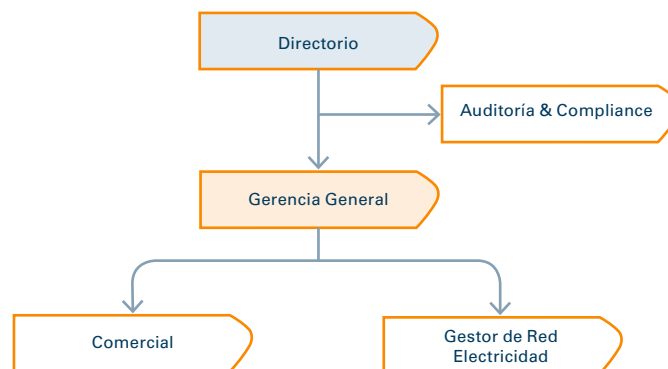 Directorio
Auditoría & Compliance
Gerencia General
Comercial
Gestor de Red
Electricidad